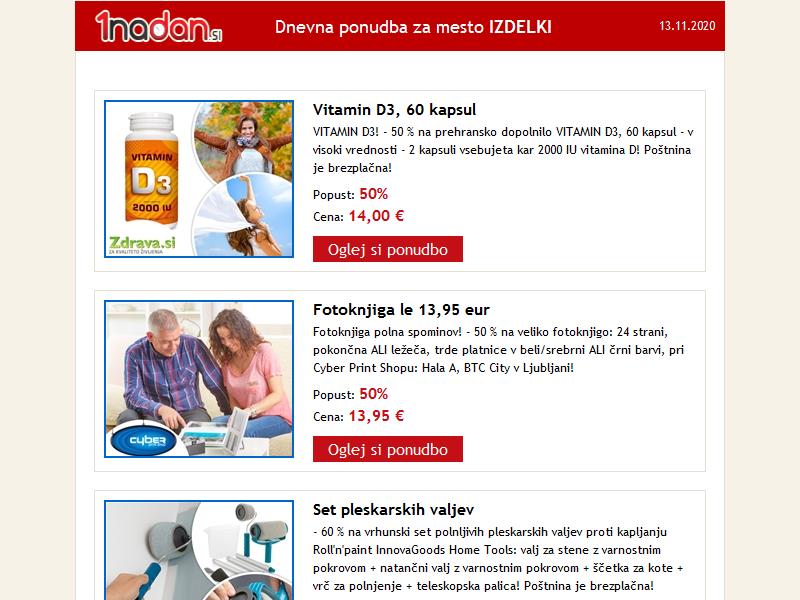 1nadan.si
Dnevna ponudba za mesto IZDELKI
13.11.2020
VITAMIN
D3
2000 IU
Zdrava.si
ZA KVALITETO ŽIVLJENJA
Vitamin D3, 60 kapsul
VITAMIN D3! - 50 % na prehransko dopolnilo VITAMIN D3, 60 kapsul - v
visoki vrednosti - 2 kapsuli vsebujeta kar 2000 IU vitamina D! Poštnina
je brezplačna!
Popust: 50%
Cena: 14,00 €
Oglej si ponudbo
cyber
Fotoknjiga le 13,95 eur
Fotoknjiga polna spominov! - 50 % na veliko fotoknjigo: 24 strani,
pokončna ALI ležeča, trde platnice v beli/srebrni ALI črni barvi, pri
Cyber Print Shopu: Hala A, BTC City v Ljubljani!
Popust: 50%
Cena: 13,95 €
Oglej si ponudbo
Set pleskarskih valjev
- 60 % na vrhunski set polnljivih pleskarskih valjev proti kapljanju
Roll'n'paint InnovaGoods Home Tools: valj za stene z varnostnim
pokrovom + natančni valj z varnostnim pokrovom + ščetka za kote +
vrč za polnjenje + teleskopska palica! Poštnina je brezplačna!